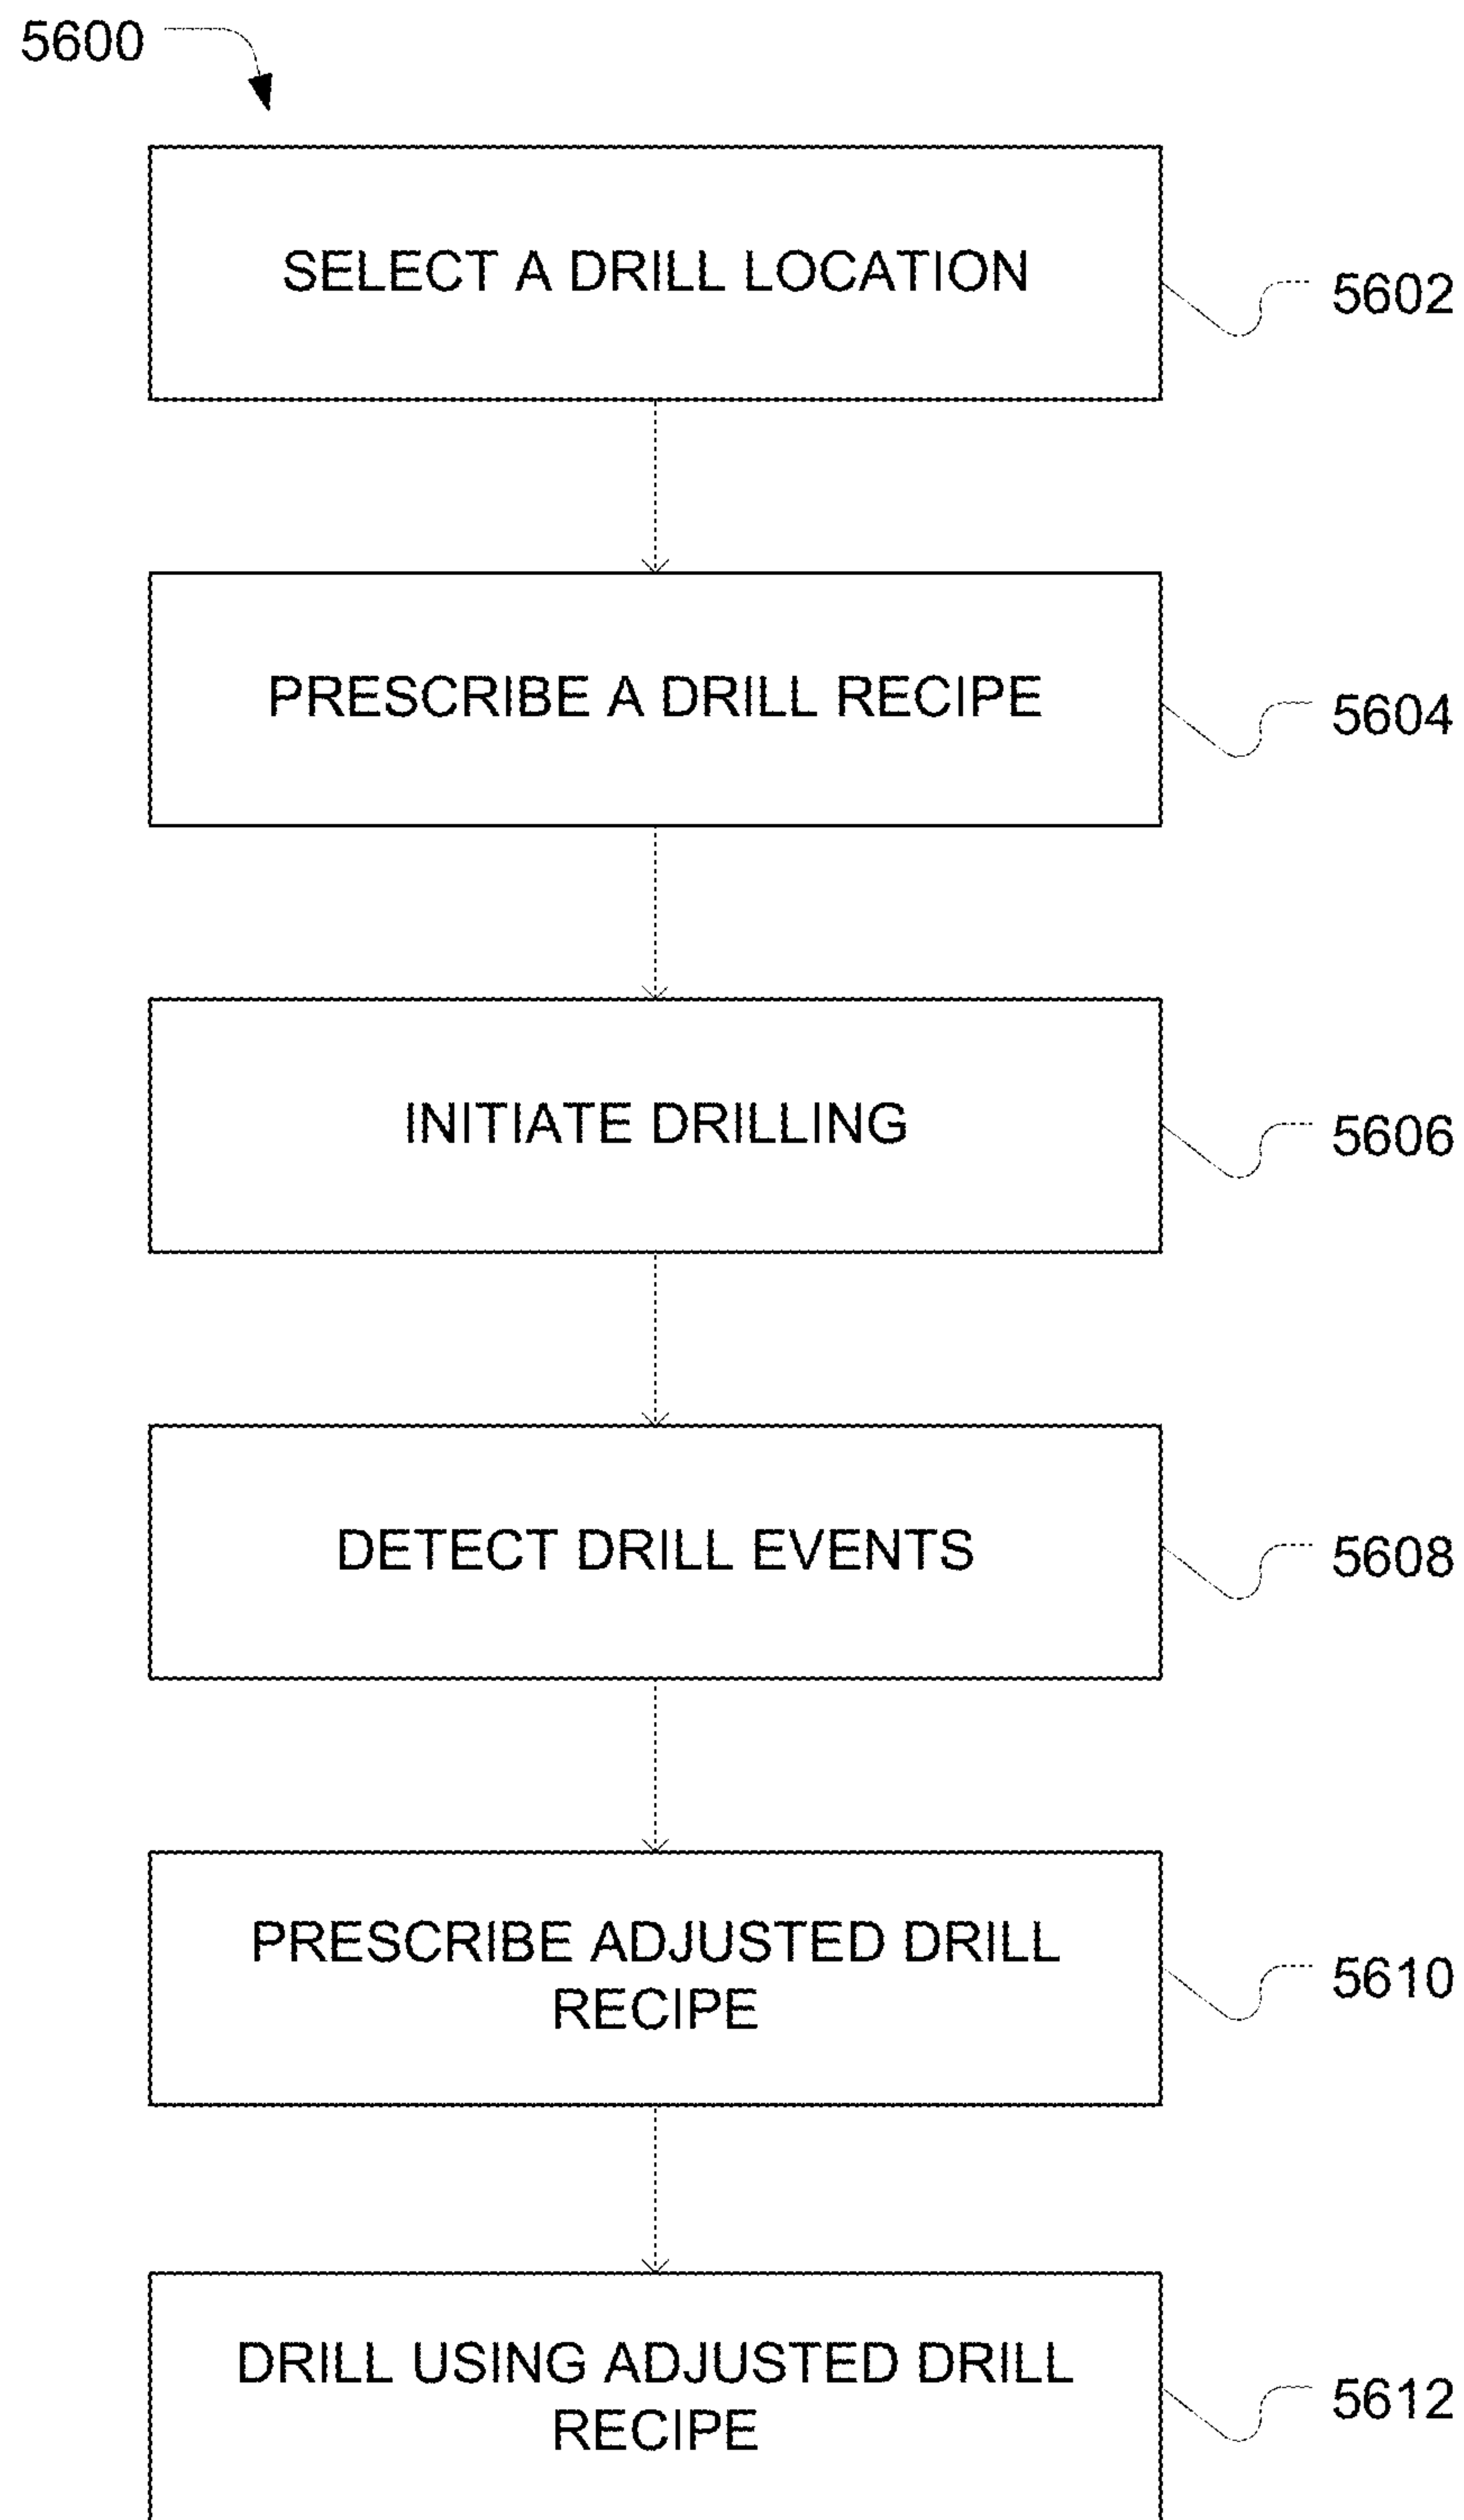 5600
SELECT A DRILL LOCATION
5602
PRESCRIBE A DRILL RECIPE
5604
INITIATE DRILLING
5606
DETECT DRILL EVENTS
5608
PRESCRIBE ADJUSTED DRILL
RECIPE
5610
DRILL USING ADJUSTED DRILL
RECIPE
5612